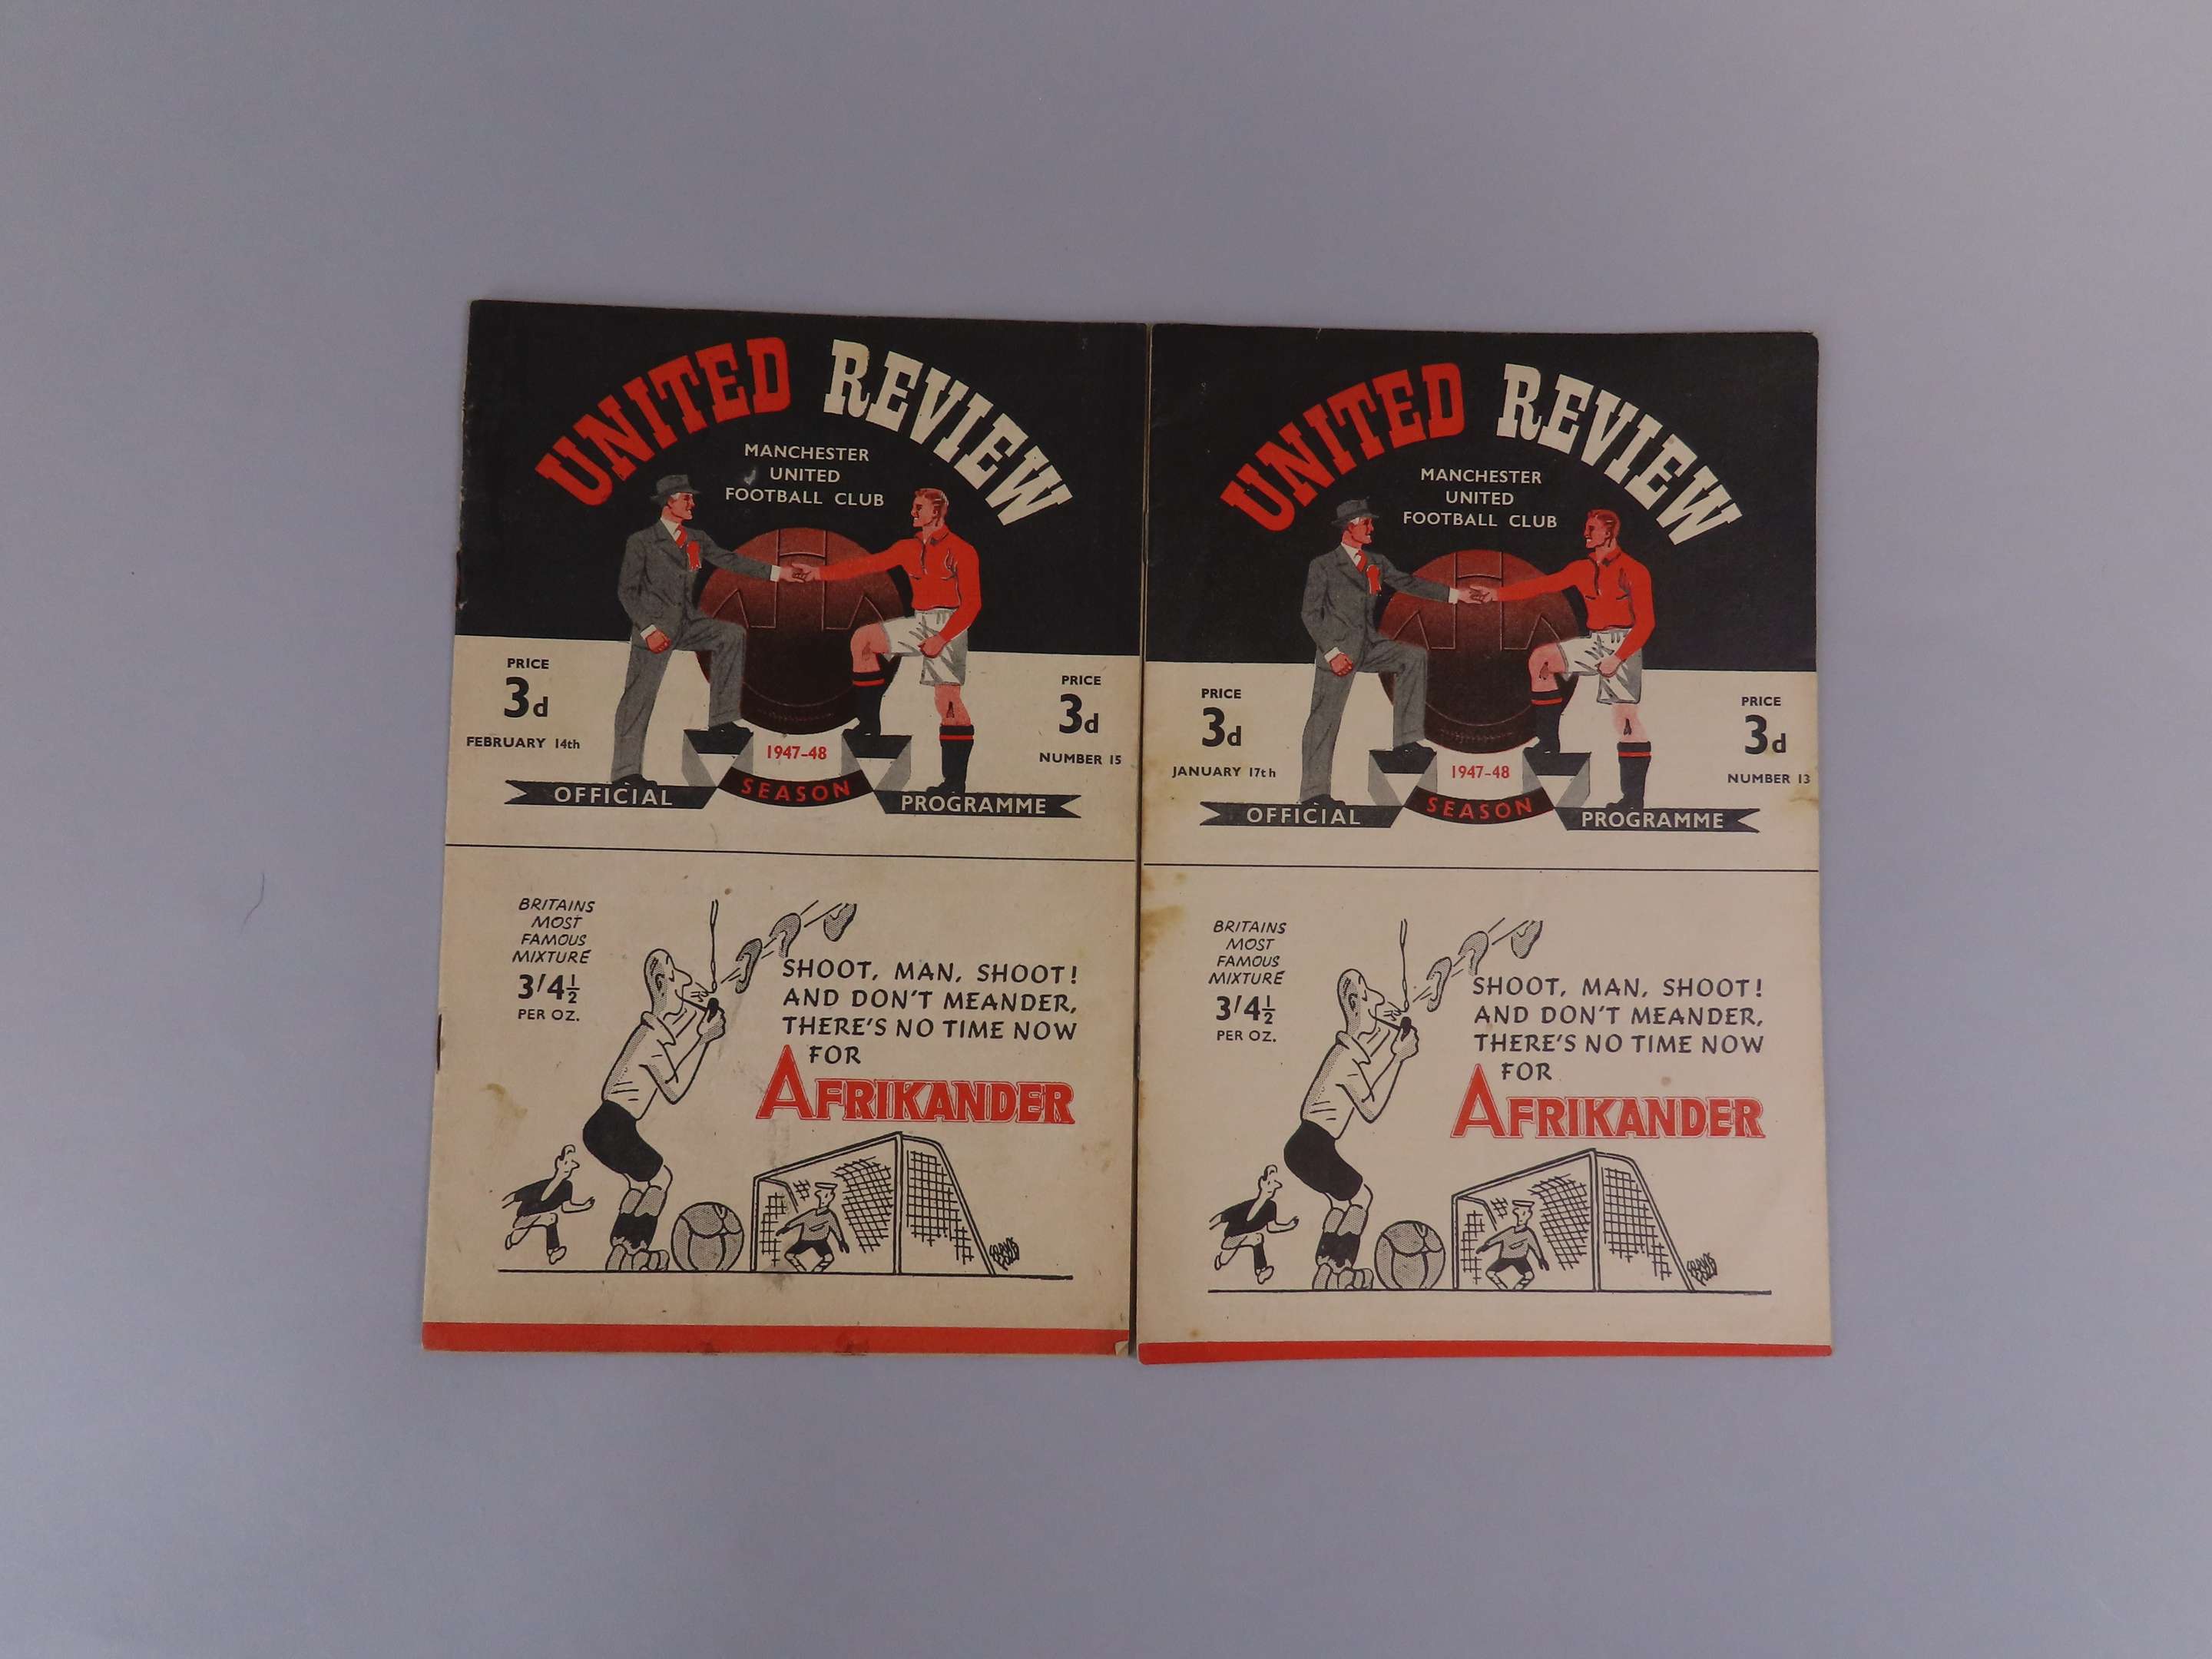 UNITED REVIEW
MANCHESTER
UNITED
FOOTBALL CLUB
PRICE
3d
FEBRUARY 14th
PRICE
3d
NUMBER 15
1947-48
OFFICIAL SEASON PROGRAMME
BRITAINS
MOST
FAMOUS
MIXTURE
3/4½
PER OZ.
SHOOT, MAN, SHOOT!
AND DON'T MEANDER,
THERE'S NO TIME NOW
FOR
AFRIKANDER
UNITED REVIEW
MANCHESTER
UNITED
FOOTBALL CLUB
PRICE
3d
JANUARY 17th
PRICE
3d
NUMBER 13
1947-48
OFFICIAL SEASON PROGRAMME
BRITAINS
MOST
FAMOUS
MIXTURE
3/4½
PER OZ.
SHOOT, MAN, SHOOT!
AND DON'T MEANDER,
THERE'S NO TIME NOW
FOR
AFRIKANDER